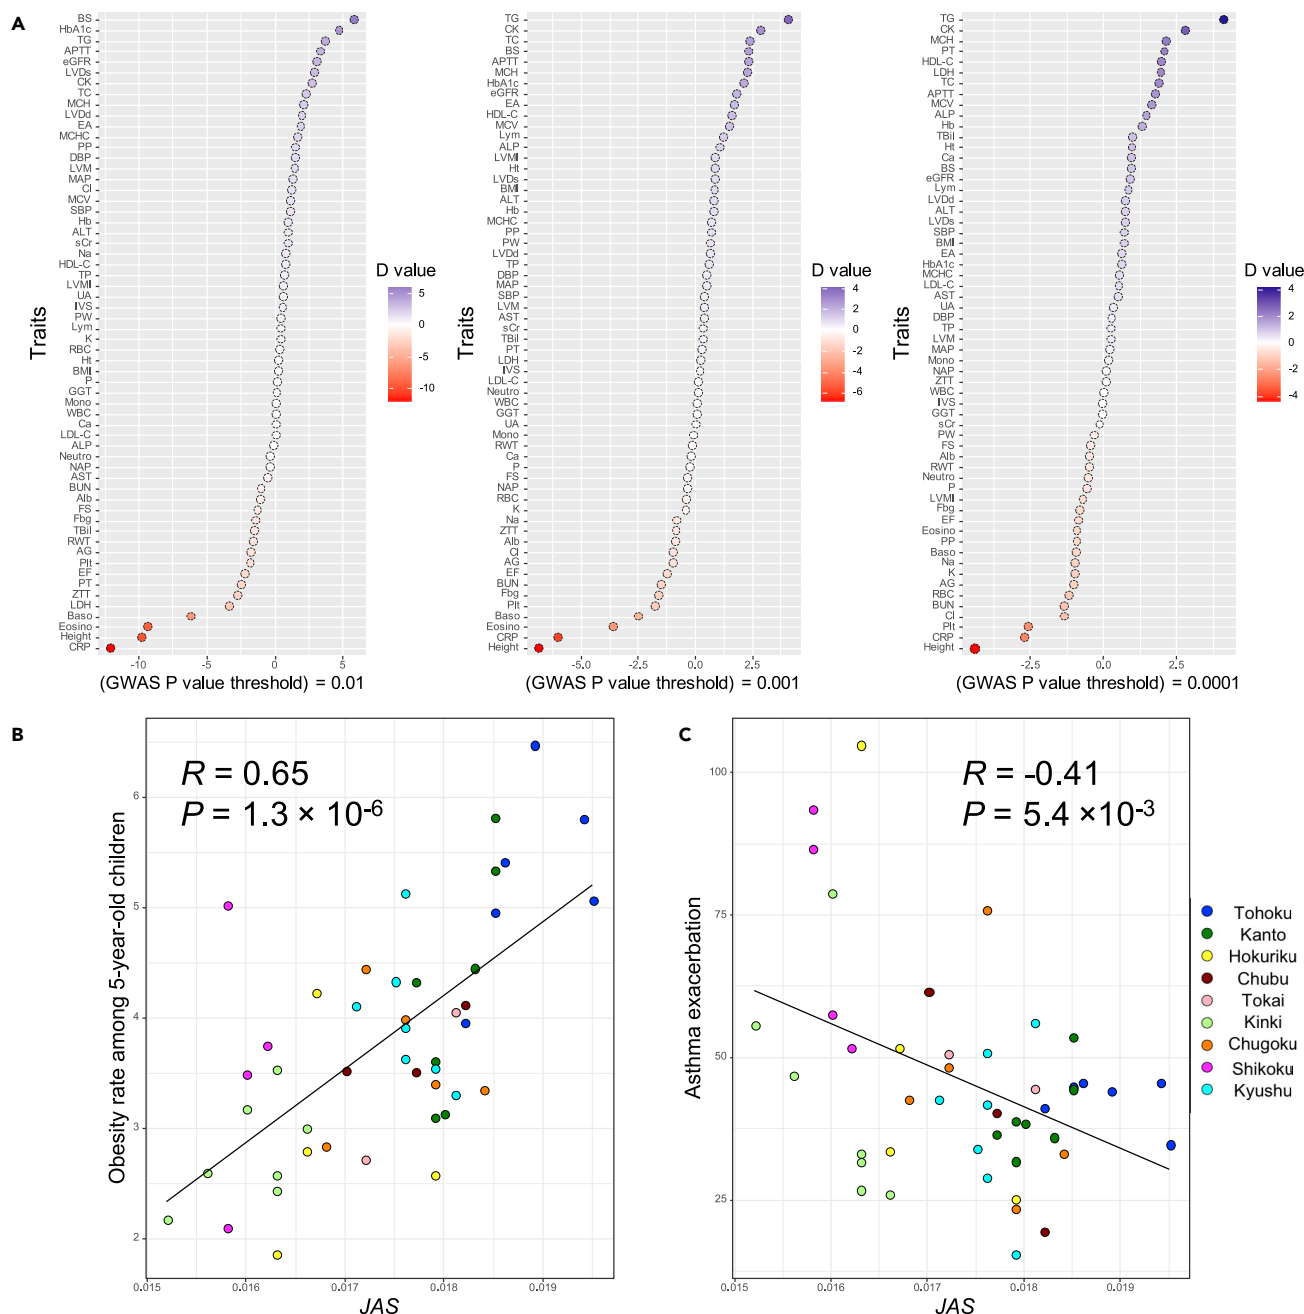 A
Traits
BS
HbA1c
TG
APTT
eGFR
LVDs
CK
TC
MCH
LVDd
EA
MCHC
PP
DBP
LVM
MAP
Cl
MCV
SBP
Hb
ALT
sCr
Na
HDL-C
TP
LVMI
UA
IVS
PW
Lym
K
RBC
Ht
BMI
P
GGT
Mono
WBC
Ca
LDL-C
ALP
Neutro
NAP
AST
BUN
Alb
FS
Fbg
TBil
RWT
AG
Plt
EF
PT
ZTT
LDH
Baso
Eosino
Height
CRP
-10 -5 0 5
(GWAS P value threshold) = 0.01
D value
5
0
-5
-10
Traits
TG
CK
TC
BS
APTT
MCH
HbA1c
eGFR
EA
HDL-C
MCV
Lym
ALP
LVMI
Ht
LVDs
BMI
ALT
Hb
MCHC
PP
PW
LVDd
TP
DBP
MAP
SBP
LVM
AST
sCr
TBil
PT
LDH
IVS
LDL-C
Neutro
WBC
GGT
UA
Mono
RWT
Ca
P
FS
NAP
RBC
K
Na
ZTT
Alb
Cl
AG
EF
BUN
Fbg
Plt
Baso
Eosino
CRP
Height
-5.0 -2.5 0.0 2.5
(GWAS P value threshold) = 0.001
D value
4
2
0
-2
-4
-6
Traits
TG
CK
MCH
PT
HDL-C
LDH
TC
APTT
MCV
ALP
Hb
TBil
Ht
Ca
BS
eGFR
Lym
LVDd
ALT
LVDs
SBP
BMI
EA
HbA1c
MCHC
LDL-C
AST
UA
DBP
TP
LVM
MAP
Mono
NAP
ZTT
WBC
IVS
GGT
sCr
PW
FS
Alb
RWT
Neutro
P
LVMI
Fbg
EF
Eosino
PP
Baso
Na
K
AG
RBC
BUN
Cl
Plt
CRP
Height
-2.5 0.0 2.5
(GWAS P value threshold) = 0.0001
D value
4
2
0
-2
-4
B
R = 0.65
P = 1.3 × 10-6
Obesity rate among 5-year-old children
6
5
4
3
2
0.015 0.016 0.017 0.018 0.019
JAS
C
R = -0.41
P = 5.4 ×10-3
Asthma exacerbation
100
75
50
25
0.015 0.016 0.017 0.018 0.019
JAS
Tohoku
Kanto
Hokuriku
Chubu
Tokai
Kinki
Chugoku
Shikoku
Kyushu